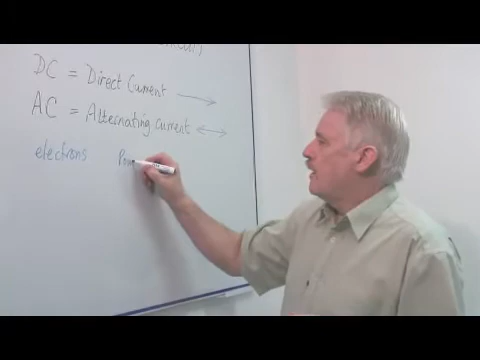 DC = Direct Current →
AC = Alternating current ↔
electrons